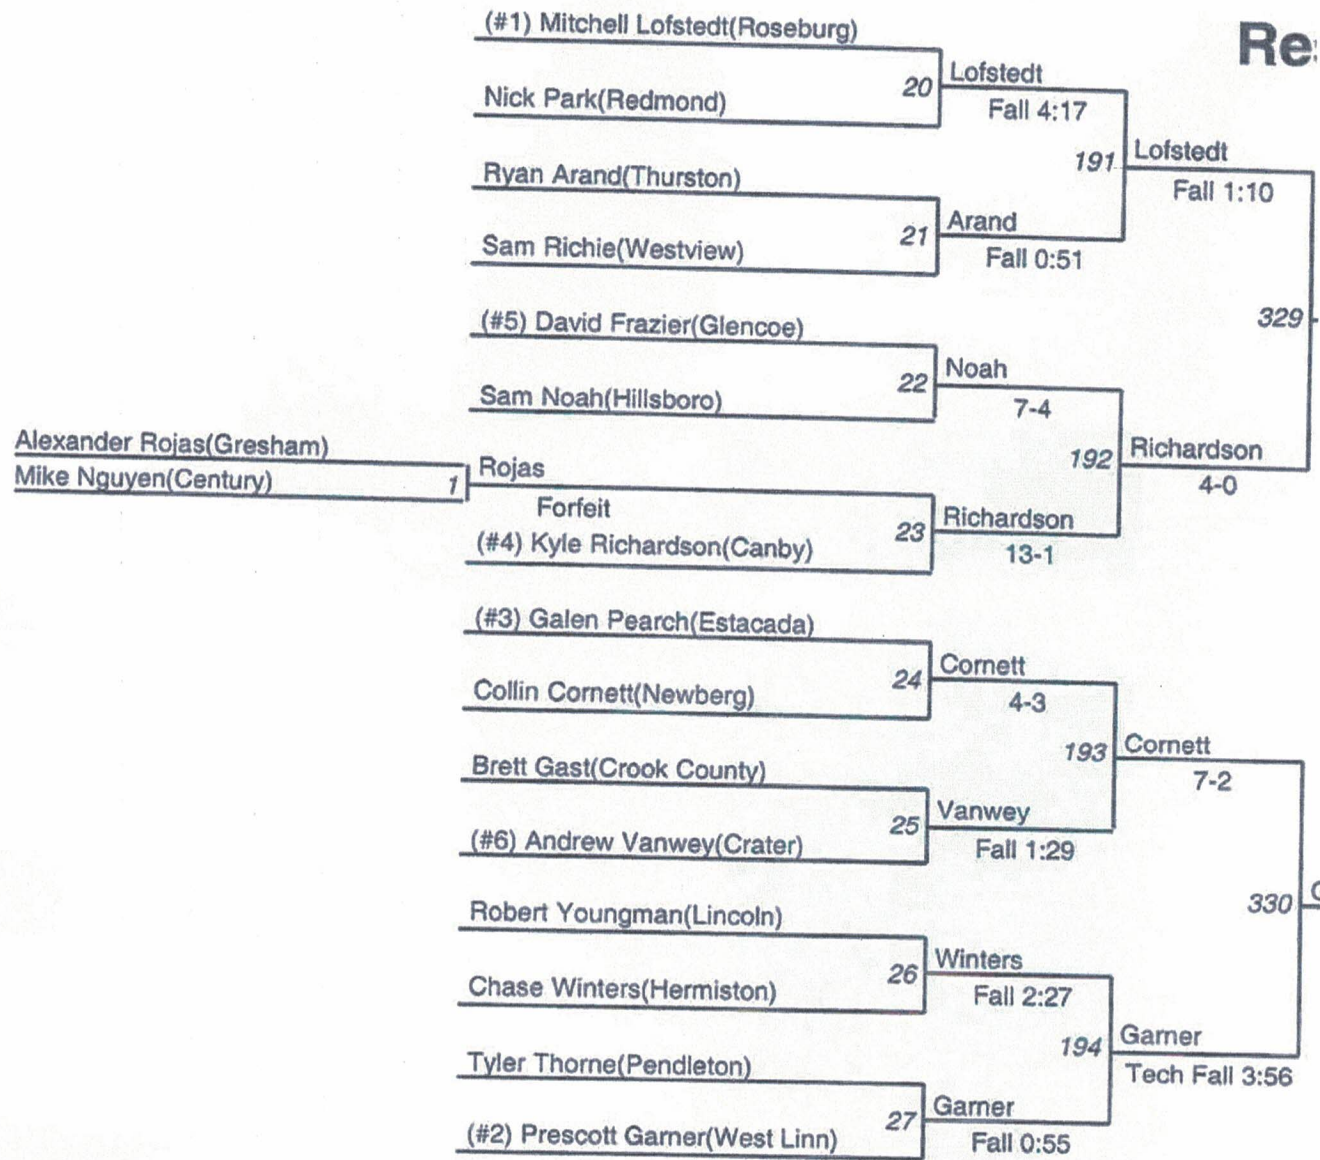 (#1) Mitchell Lofstedt(Roseburg)
Re
20
Lofstedt
Fall 4:17
Nick Park(Redmond)
191
Lofstedt
Fall 1:10
Ryan Arand(Thurston)
21
Arand
Fall 0:51
Sam Richie(Westview)
329
(#5) David Frazier(Glencoe)
22
Noah
7-4
Sam Noah(Hillsboro)
Alexander Rojas(Gresham)
Mike Nguyen(Century)
1
Rojas
Forfeit
192
Richardson
4-0
23
Richardson
13-1
(#4) Kyle Richardson(Canby)
(#3) Galen Pearch(Estacada)
24
Cornett
4-3
Collin Cornett(Newberg)
193
Cornett
7-2
Brett Gast(Crook County)
25
Vanwey
Fall 1:29
(#6) Andrew Vanwey(Crater)
330
Robert Youngman(Lincoln)
26
Winters
Fall 2:27
Chase Winters(Hermiston)
194
Garner
Tech Fall 3:56
Tyler Thorne(Pendleton)
27
Garner
Fall 0:55
(#2) Prescott Garner(West Linn)